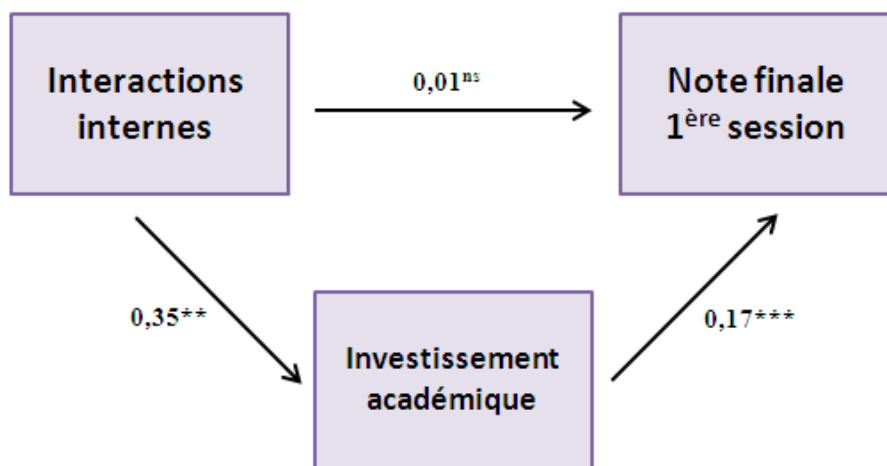 Interactions
internes
0,01ns
Note finale
1ère session
0,35**
0,17***
Investissement
académique